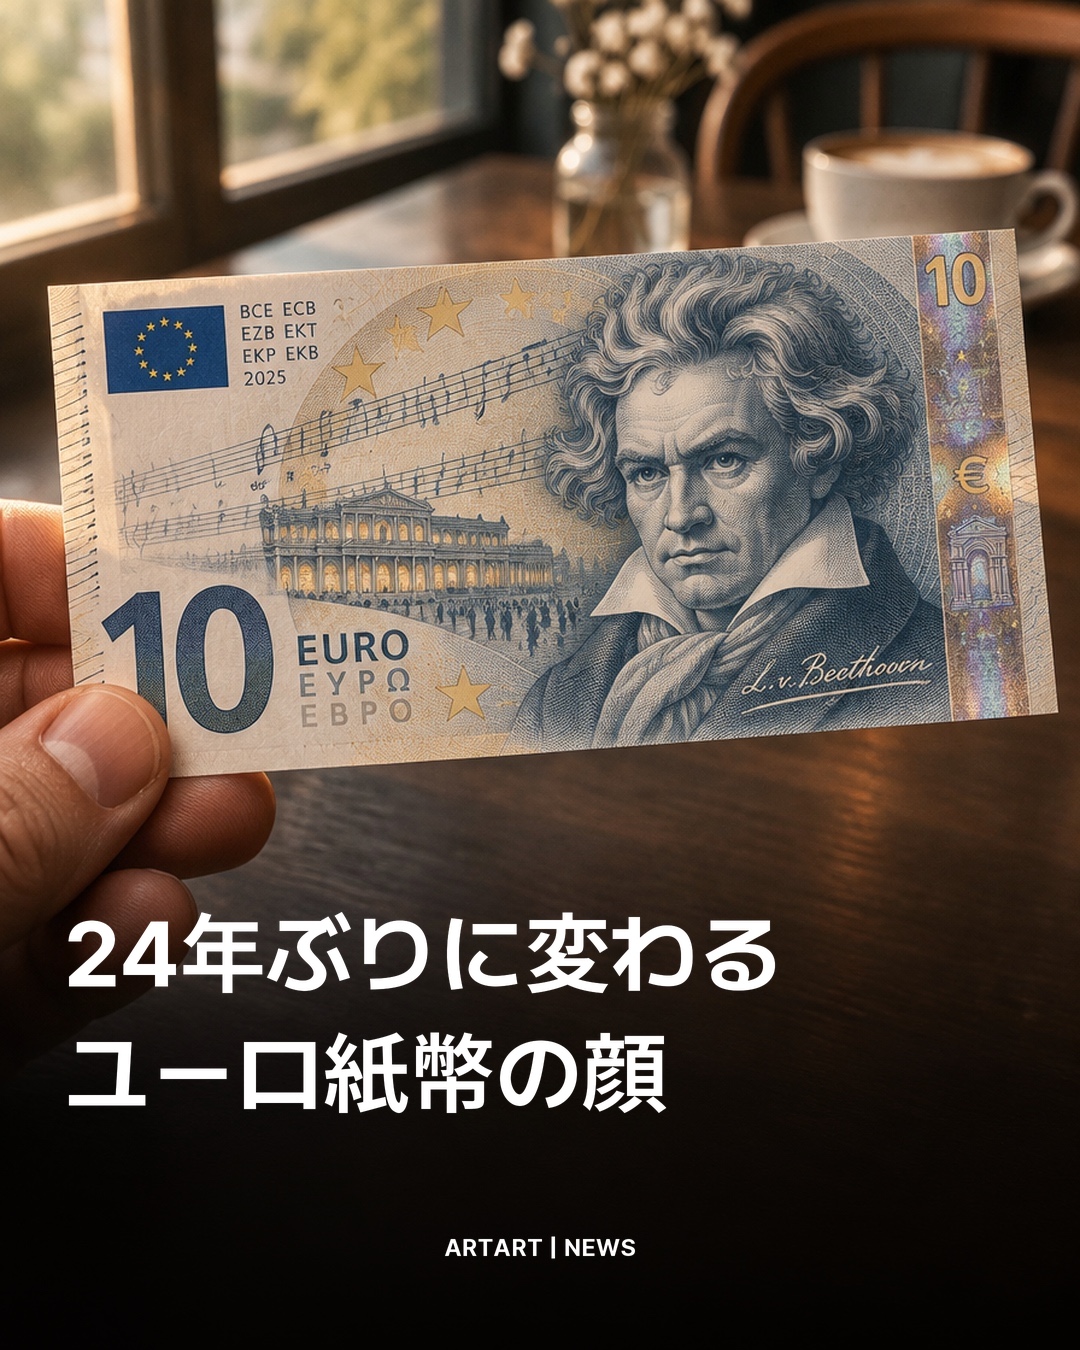 BCE ECB
EZB EKT
EKP EKB
2025
10
€
10
EURO
ΕΥΡΩ
ЕВРО
L.v.Beethoven
24年ぶりに変わる
ユーロ紙幣の顔
ARTART | NEWS